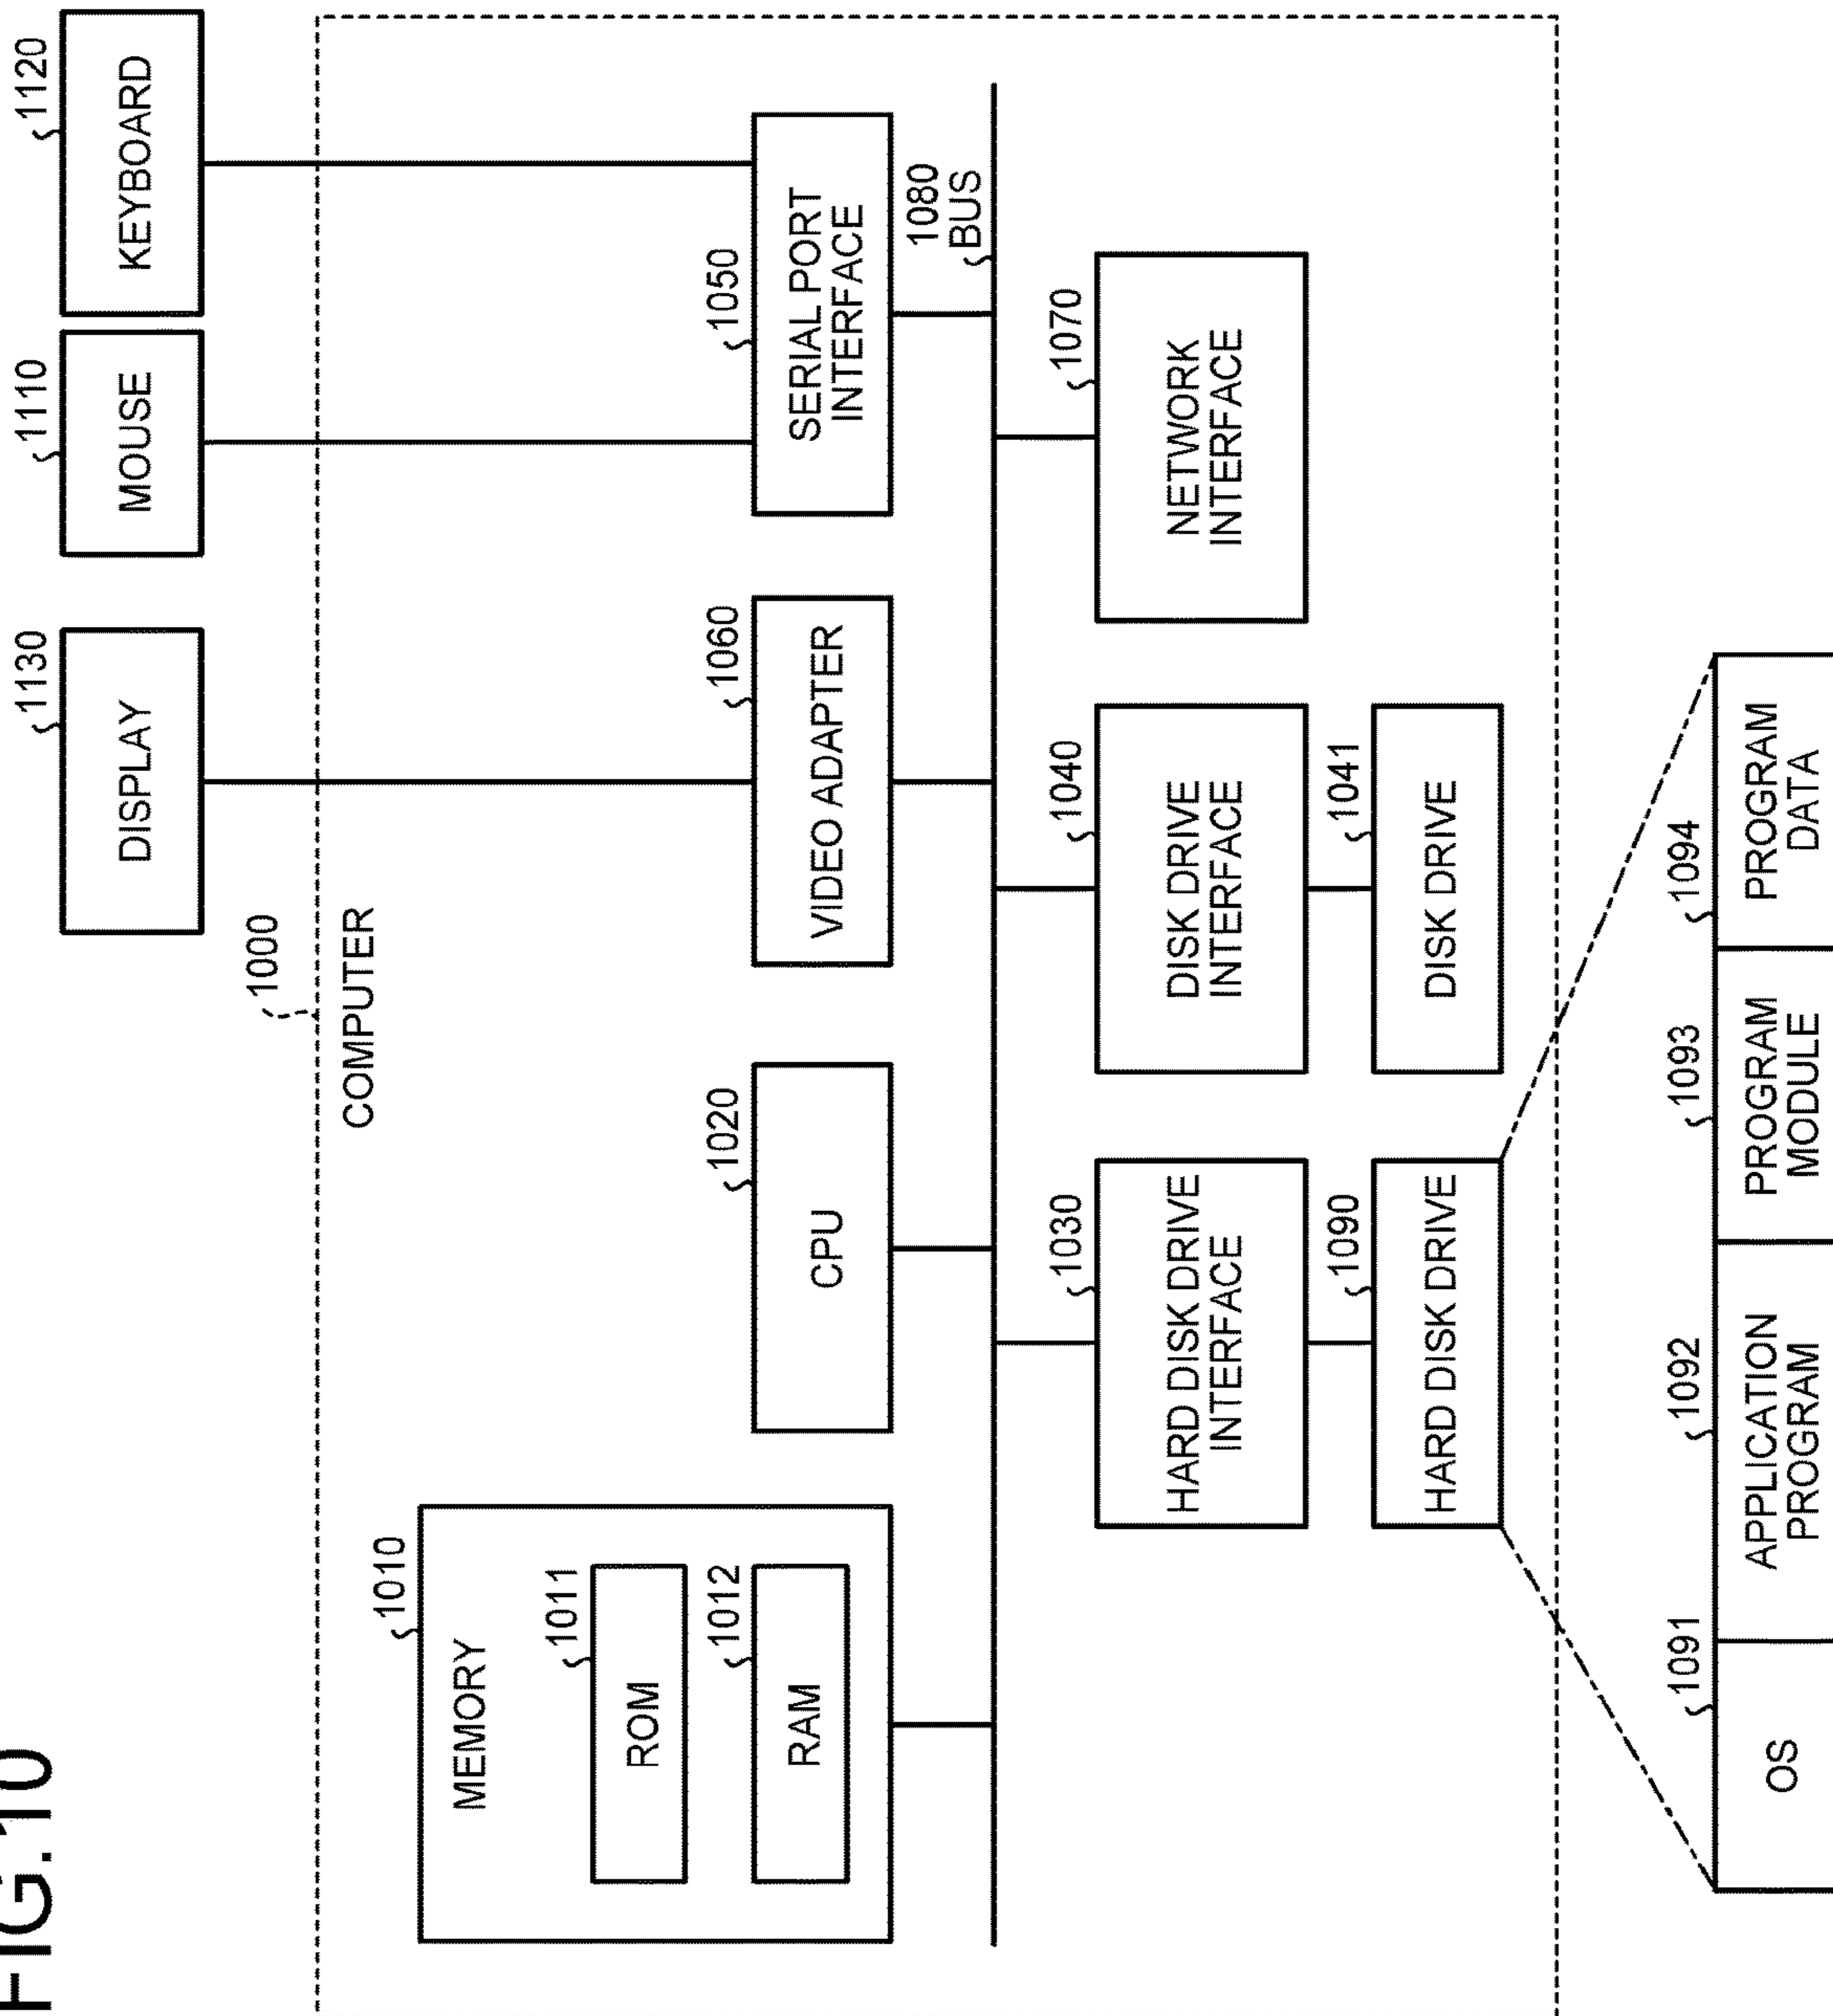 FIG.10
1130
DISPLAY
1110
MOUSE
1120
KEYBOARD
1000
COMPUTER
1010
MEMORY
1011
ROM
1012
RAM
1020
CPU
1060
VIDEO ADAPTER
1050
SERIAL PORT
INTERFACE
1080
BUS
1030
HARD DISK DRIVE
INTERFACE
1040
DISK DRIVE
INTERFACE
1070
NETWORK
INTERFACE
1090
HARD DISK DRIVE
1041
DISK DRIVE
1091
OS
1092
APPLICATION
PROGRAM
1093
PROGRAM
MODULE
1094
PROGRAM
DATA